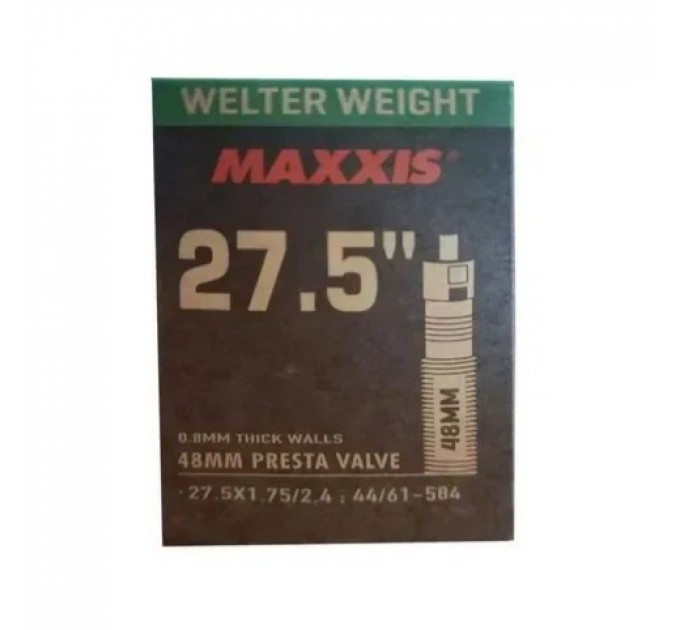 WELTER WEIGHT
MAXXIS®
27.5"
48MM
0.8MM THICK WALLS
48MM PRESTA VALVE
·27.5X1.75/2.4 ; 44/61-584